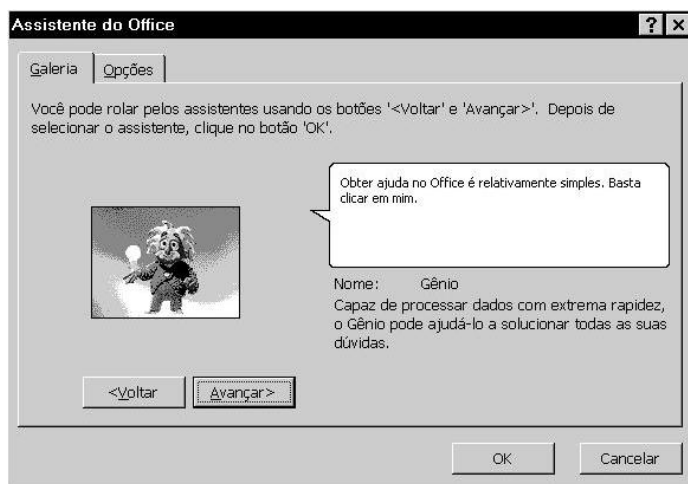 Assistente do Office
Galeria
Opções
Você pode rolar pelos assistentes usando os botões '<Voltar' e 'Avançar>'. Depois de
selecionar o assistente, clique no botão 'OK'.
Obter ajuda no Office é relativamente simples. Basta
clicar em mim.
Nome: Gênio
Capaz de processar dados com extrema rapidez,
o Gênio pode ajudá-lo a solucionar todas as suas
dúvidas.
<Voltar
Avançar>
OK
Cancelar